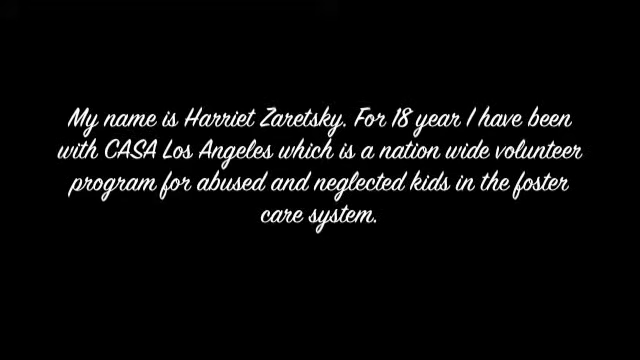 My name is Harriet Zaretsky. For 18 year I have been
with CASA Los Angeles which is a nation wide volunteer
program for abused and neglected kids in the foster
care system.